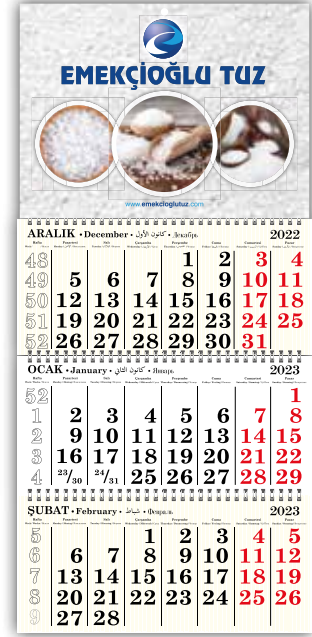 EMEKÇİOĞLU TUZ
www.emekcioglutuz.com
ARALIK • December • كانون الأول • Декабрь 2022
48 1 2 3 4
49 5 6 7 8 9 10 11
50 12 13 14 15 16 17 18
51 19 20 21 22 23 24 25
52 26 27 28 29 30 31
OCAK • January • كانون الثاني • Январь 2023
52 1
1 2 3 4 5 6 7 8
2 9 10 11 12 13 14 15
3 16 17 18 19 20 21 22
4 23/30 24/31 25 26 27 28 29
ŞUBAT • February • شباط • Февраль 2023
5 1 2 3 4 5
6 6 7 8 9 10 11 12
7 13 14 15 16 17 18 19
8 20 21 22 23 24 25 26
9 27 28